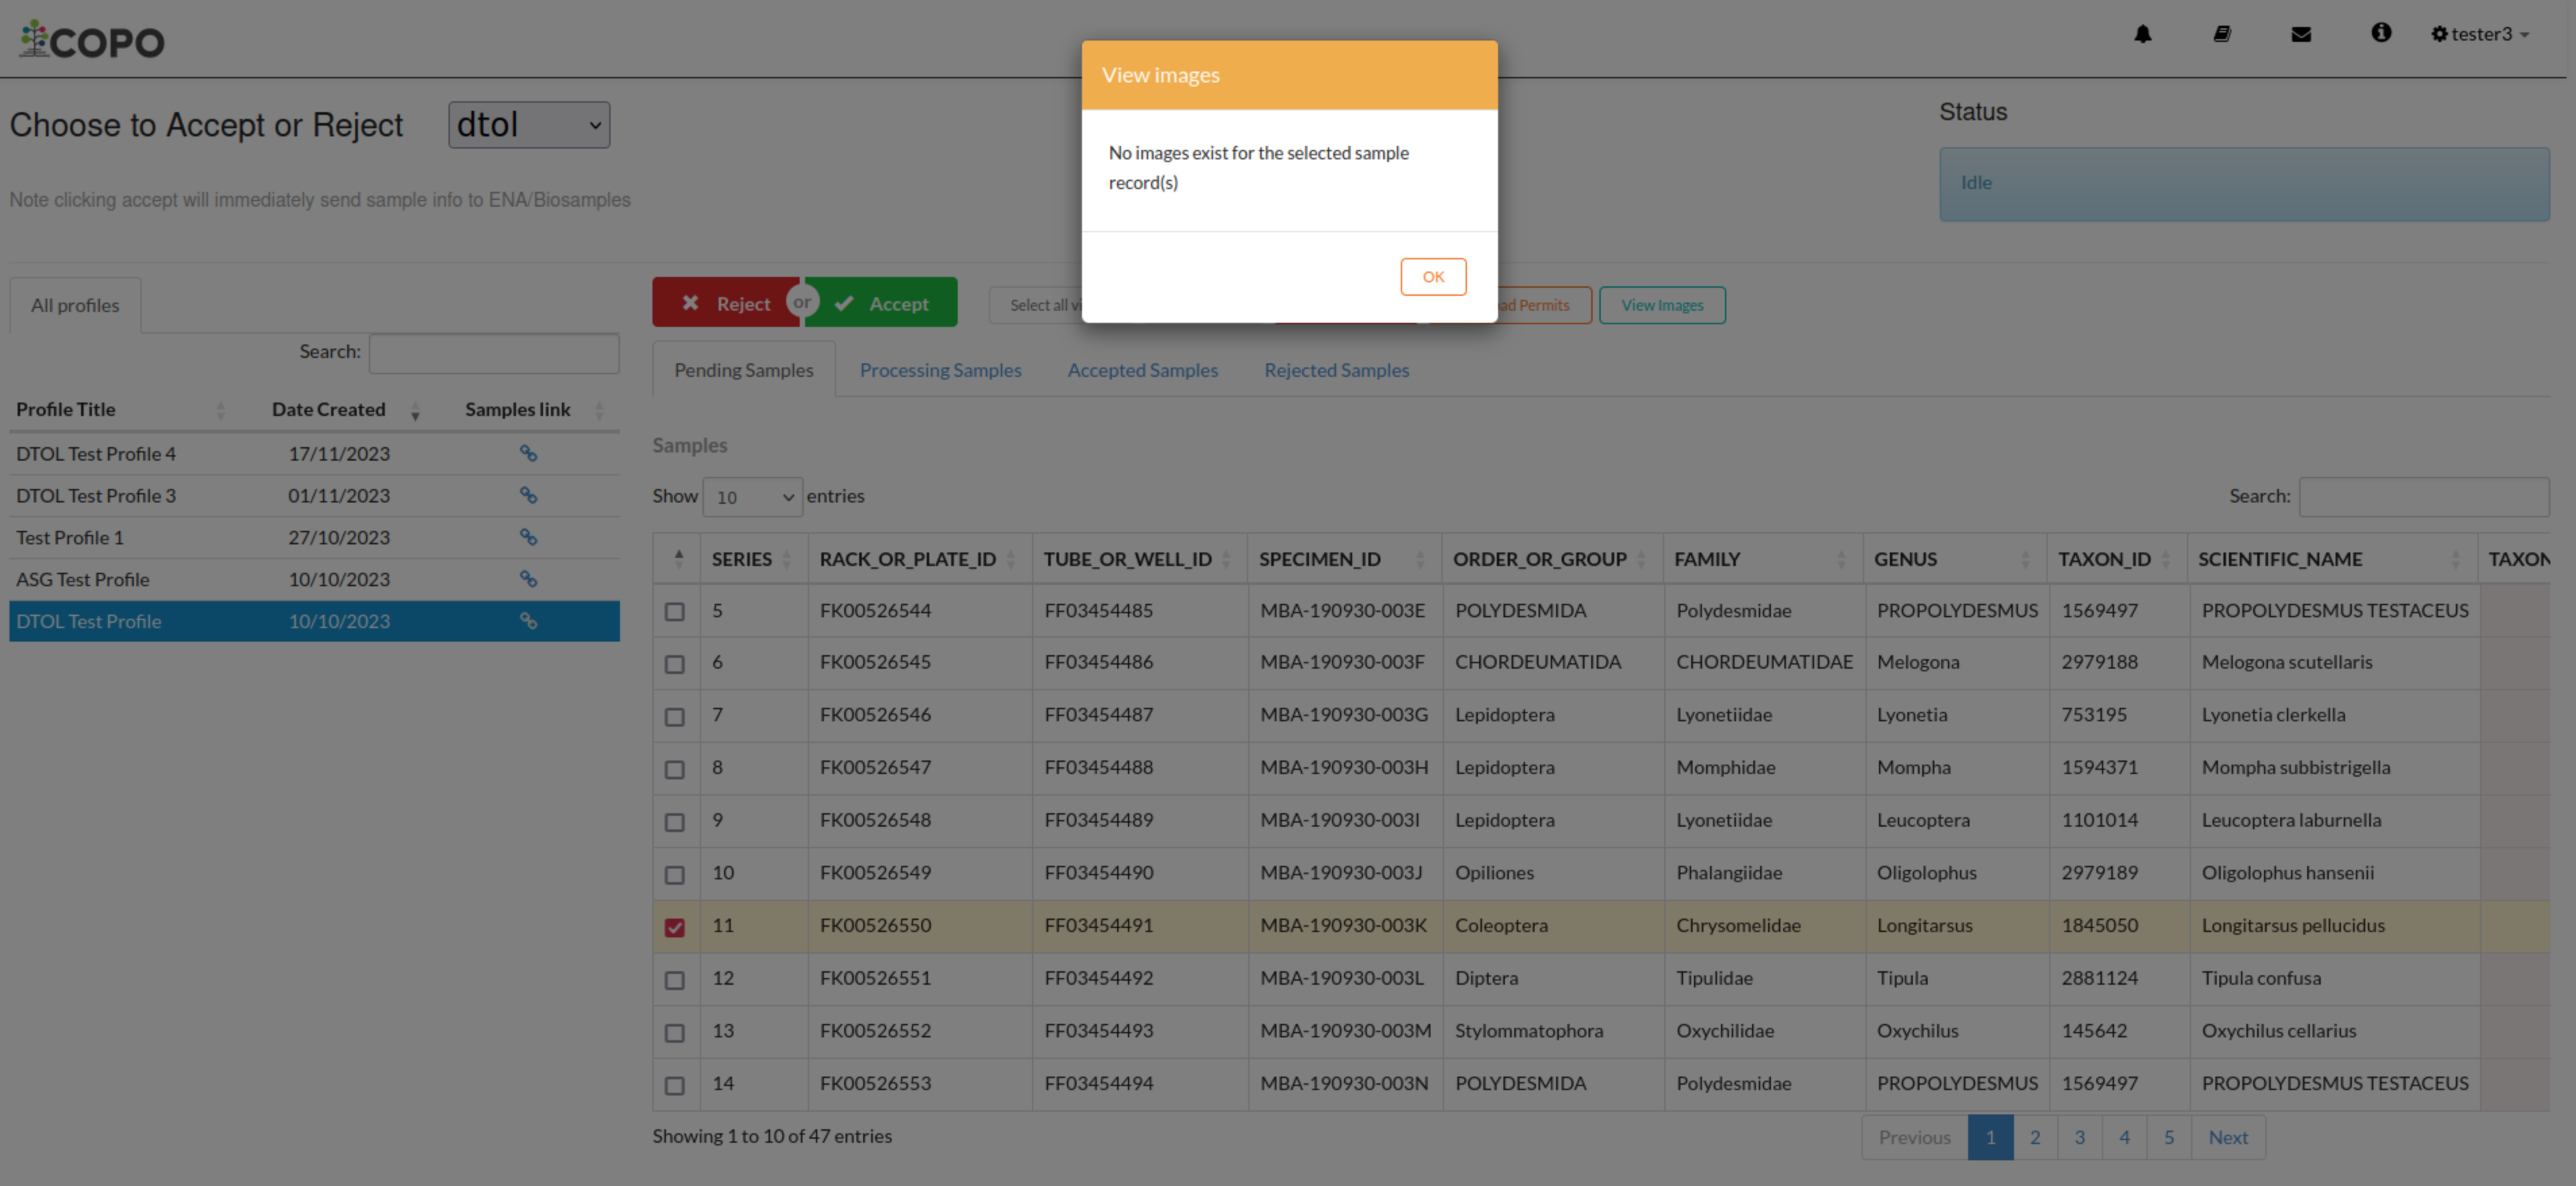 COPO
tester3
View images
No images exist for the selected sample
record(s)
OK
Choose to Accept or Reject dtol
Note clicking accept will immediately send sample info to ENA/Biosamples
Status
Idle
All profiles
Search:
Profile Title Date Created Samples link
DTOL Test Profile 4 17/11/2023
DTOL Test Profile 3 01/11/2023
Test Profile 1 27/10/2023
ASG Test Profile 10/10/2023
DTOL Test Profile 10/10/2023
Reject or Accept Select all Permits View Images
Pending Samples Processing Samples Accepted Samples Rejected Samples
Samples
Show 10 entries Search:
SERIES RACK_OR_PLATE_ID TUBE_OR_WELL_ID SPECIMEN_ID ORDER_OR_GROUP FAMILY GENUS TAXON_ID SCIENTIFIC_NAME TAXON
5 FK00526544 FF03454485 MBA-190930-003E POLYDESMIDA Polydesmidae PROPOLYDESMUS 1569497 PROPOLYDESMUS TESTACEUS
6 FK00526545 FF03454486 MBA-190930-003F CHORDEUMATIDA CHORDEUMATIDAE Melogona 2979188 Melogona scutellaris
7 FK00526546 FF03454487 MBA-190930-003G Lepidoptera Lyonetiidae Lyonetia 753195 Lyonetia clerkella
8 FK00526547 FF03454488 MBA-190930-003H Lepidoptera Momphidae Mompha 1594371 Mompha subbistrigella
9 FK00526548 FF03454489 MBA-190930-003I Lepidoptera Lyonetiidae Leucoptera 1101014 Leucoptera laburnella
10 FK00526549 FF03454490 MBA-190930-003J Opiliones Phalangiidae Oligolophus 2979189 Oligolophus hansenii
11 FK00526550 FF03454491 MBA-190930-003K Coleoptera Chrysomelidae Longitarsus 1845050 Longitarsus pellucidus
12 FK00526551 FF03454492 MBA-190930-003L Diptera Tipulidae Tipula 2881124 Tipula confusa
13 FK00526552 FF03454493 MBA-190930-003M Stylommatophora Oxychilidae Oxychilus 145642 Oxychilus cellarius
14 FK00526553 FF03454494 MBA-190930-003N POLYDESMIDA Polydesmidae PROPOLYDESMUS 1569497 PROPOLYDESMUS TESTACEUS
Showing 1 to 10 of 47 entries
Previous 1 2 3 4 5 Next